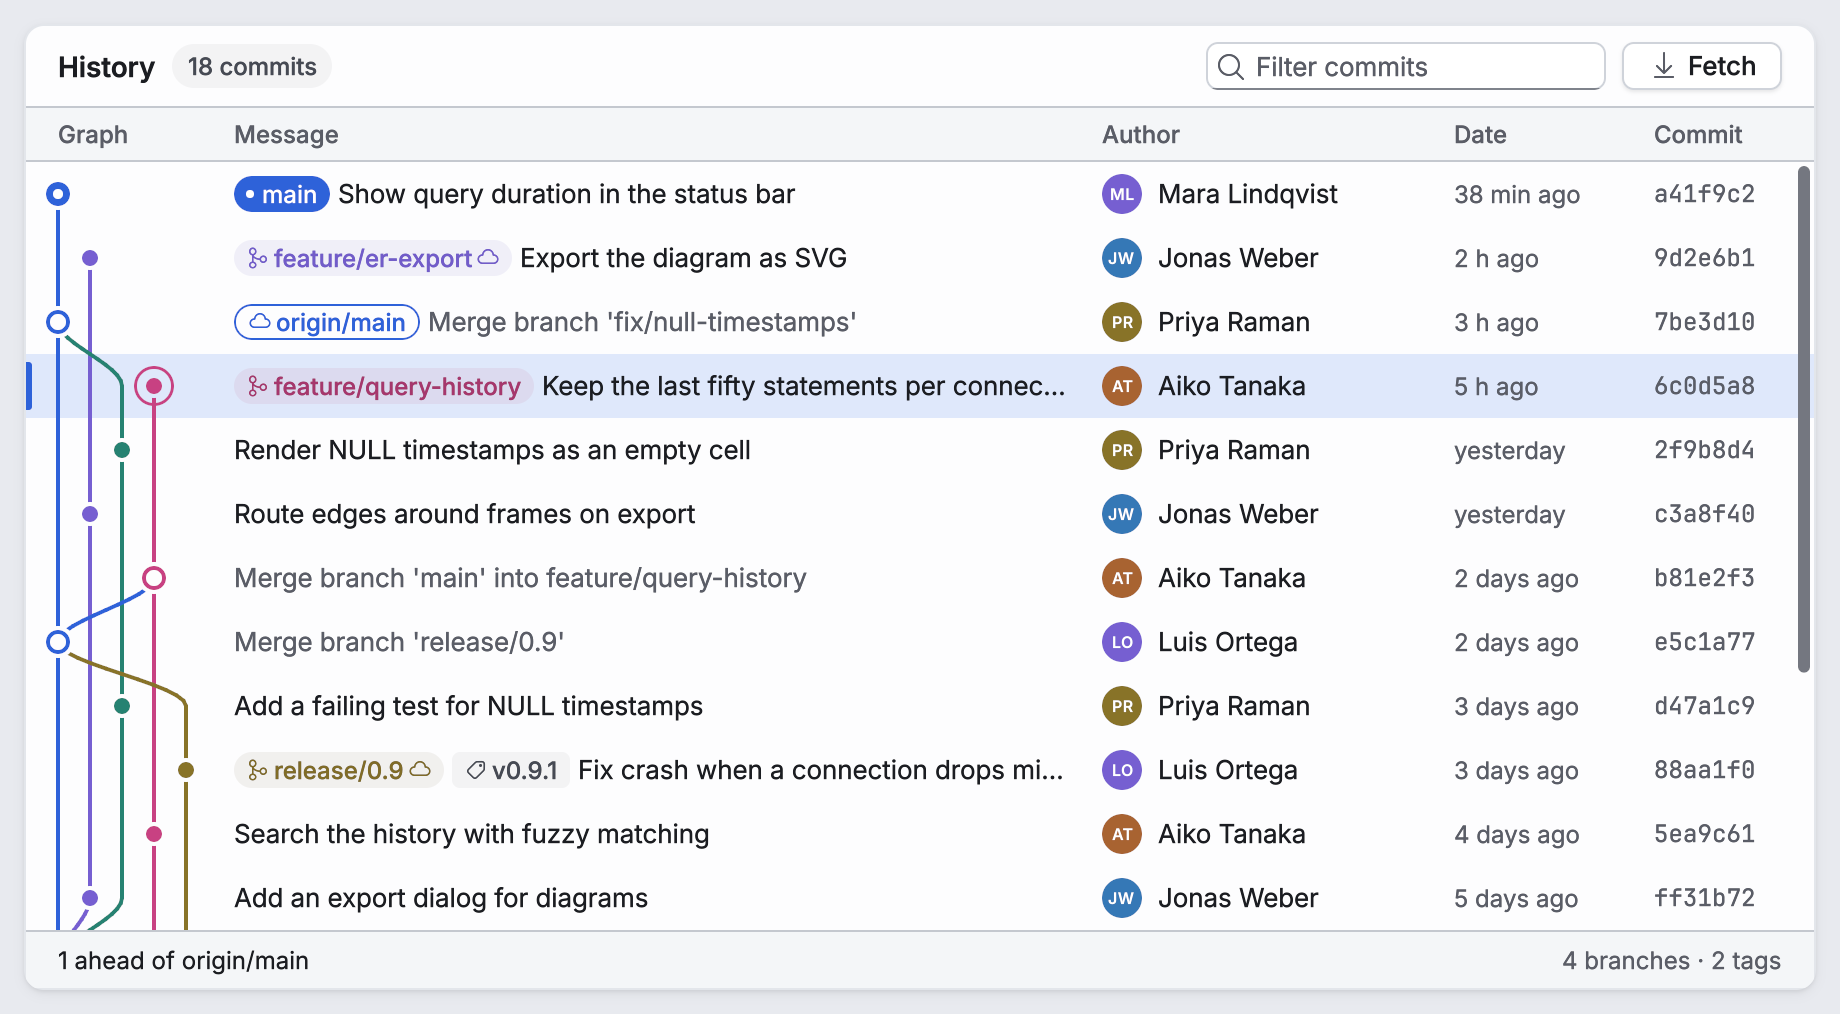 History 18 commits Filter commits Fetch
Graph Message Author Date Commit
main Show query duration in the status bar ML Mara Lindqvist 38 min ago a41f9c2
feature/er-export Export the diagram as SVG JW Jonas Weber 2 h ago 9d2e6b1
origin/main Merge branch 'fix/null-timestamps' PR Priya Raman 3 h ago 7be3d10
feature/query-history Keep the last fifty statements per connec... AT Aiko Tanaka 5 h ago 6c0d5a8
Render NULL timestamps as an empty cell PR Priya Raman yesterday 2f9b8d4
Route edges around frames on export JW Jonas Weber yesterday c3a8f40
Merge branch 'main' into feature/query-history AT Aiko Tanaka 2 days ago b81e2f3
Merge branch 'release/0.9' LO Luis Ortega 2 days ago e5c1a77
Add a failing test for NULL timestamps PR Priya Raman 3 days ago d47a1c9
release/0.9 v0.9.1 Fix crash when a connection drops mi... LO Luis Ortega 3 days ago 88aa1f0
Search the history with fuzzy matching AT Aiko Tanaka 4 days ago 5ea9c61
Add an export dialog for diagrams JW Jonas Weber 5 days ago ff31b72
1 ahead of origin/main 4 branches · 2 tags